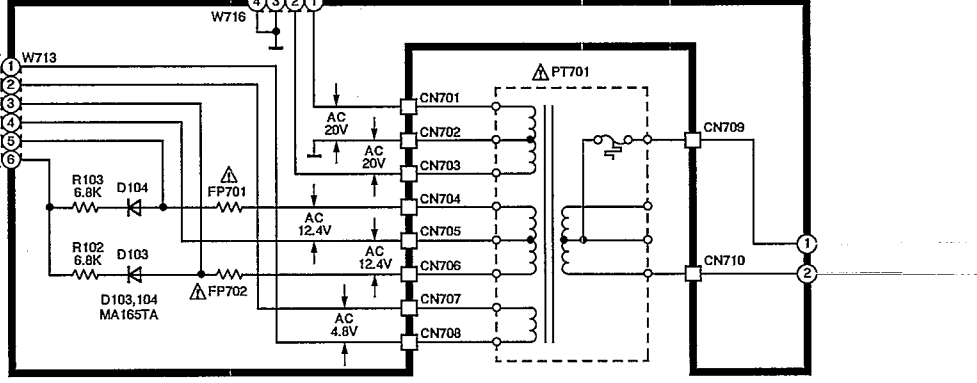 4 3 2 1
W716
W713
1
2
3
4
5
6
PT701
CN701
AC
20V
CN702
AC
20V
CN703
CN709
R103
6.8K
D104
FP701
CN704
AC
12.4V
CN705
AC
12.4V
CN706
R102
6.8K
D103
FP702
D103,104
MA165TA
CN707
AC
4.8V
CN708
CN710
1
2